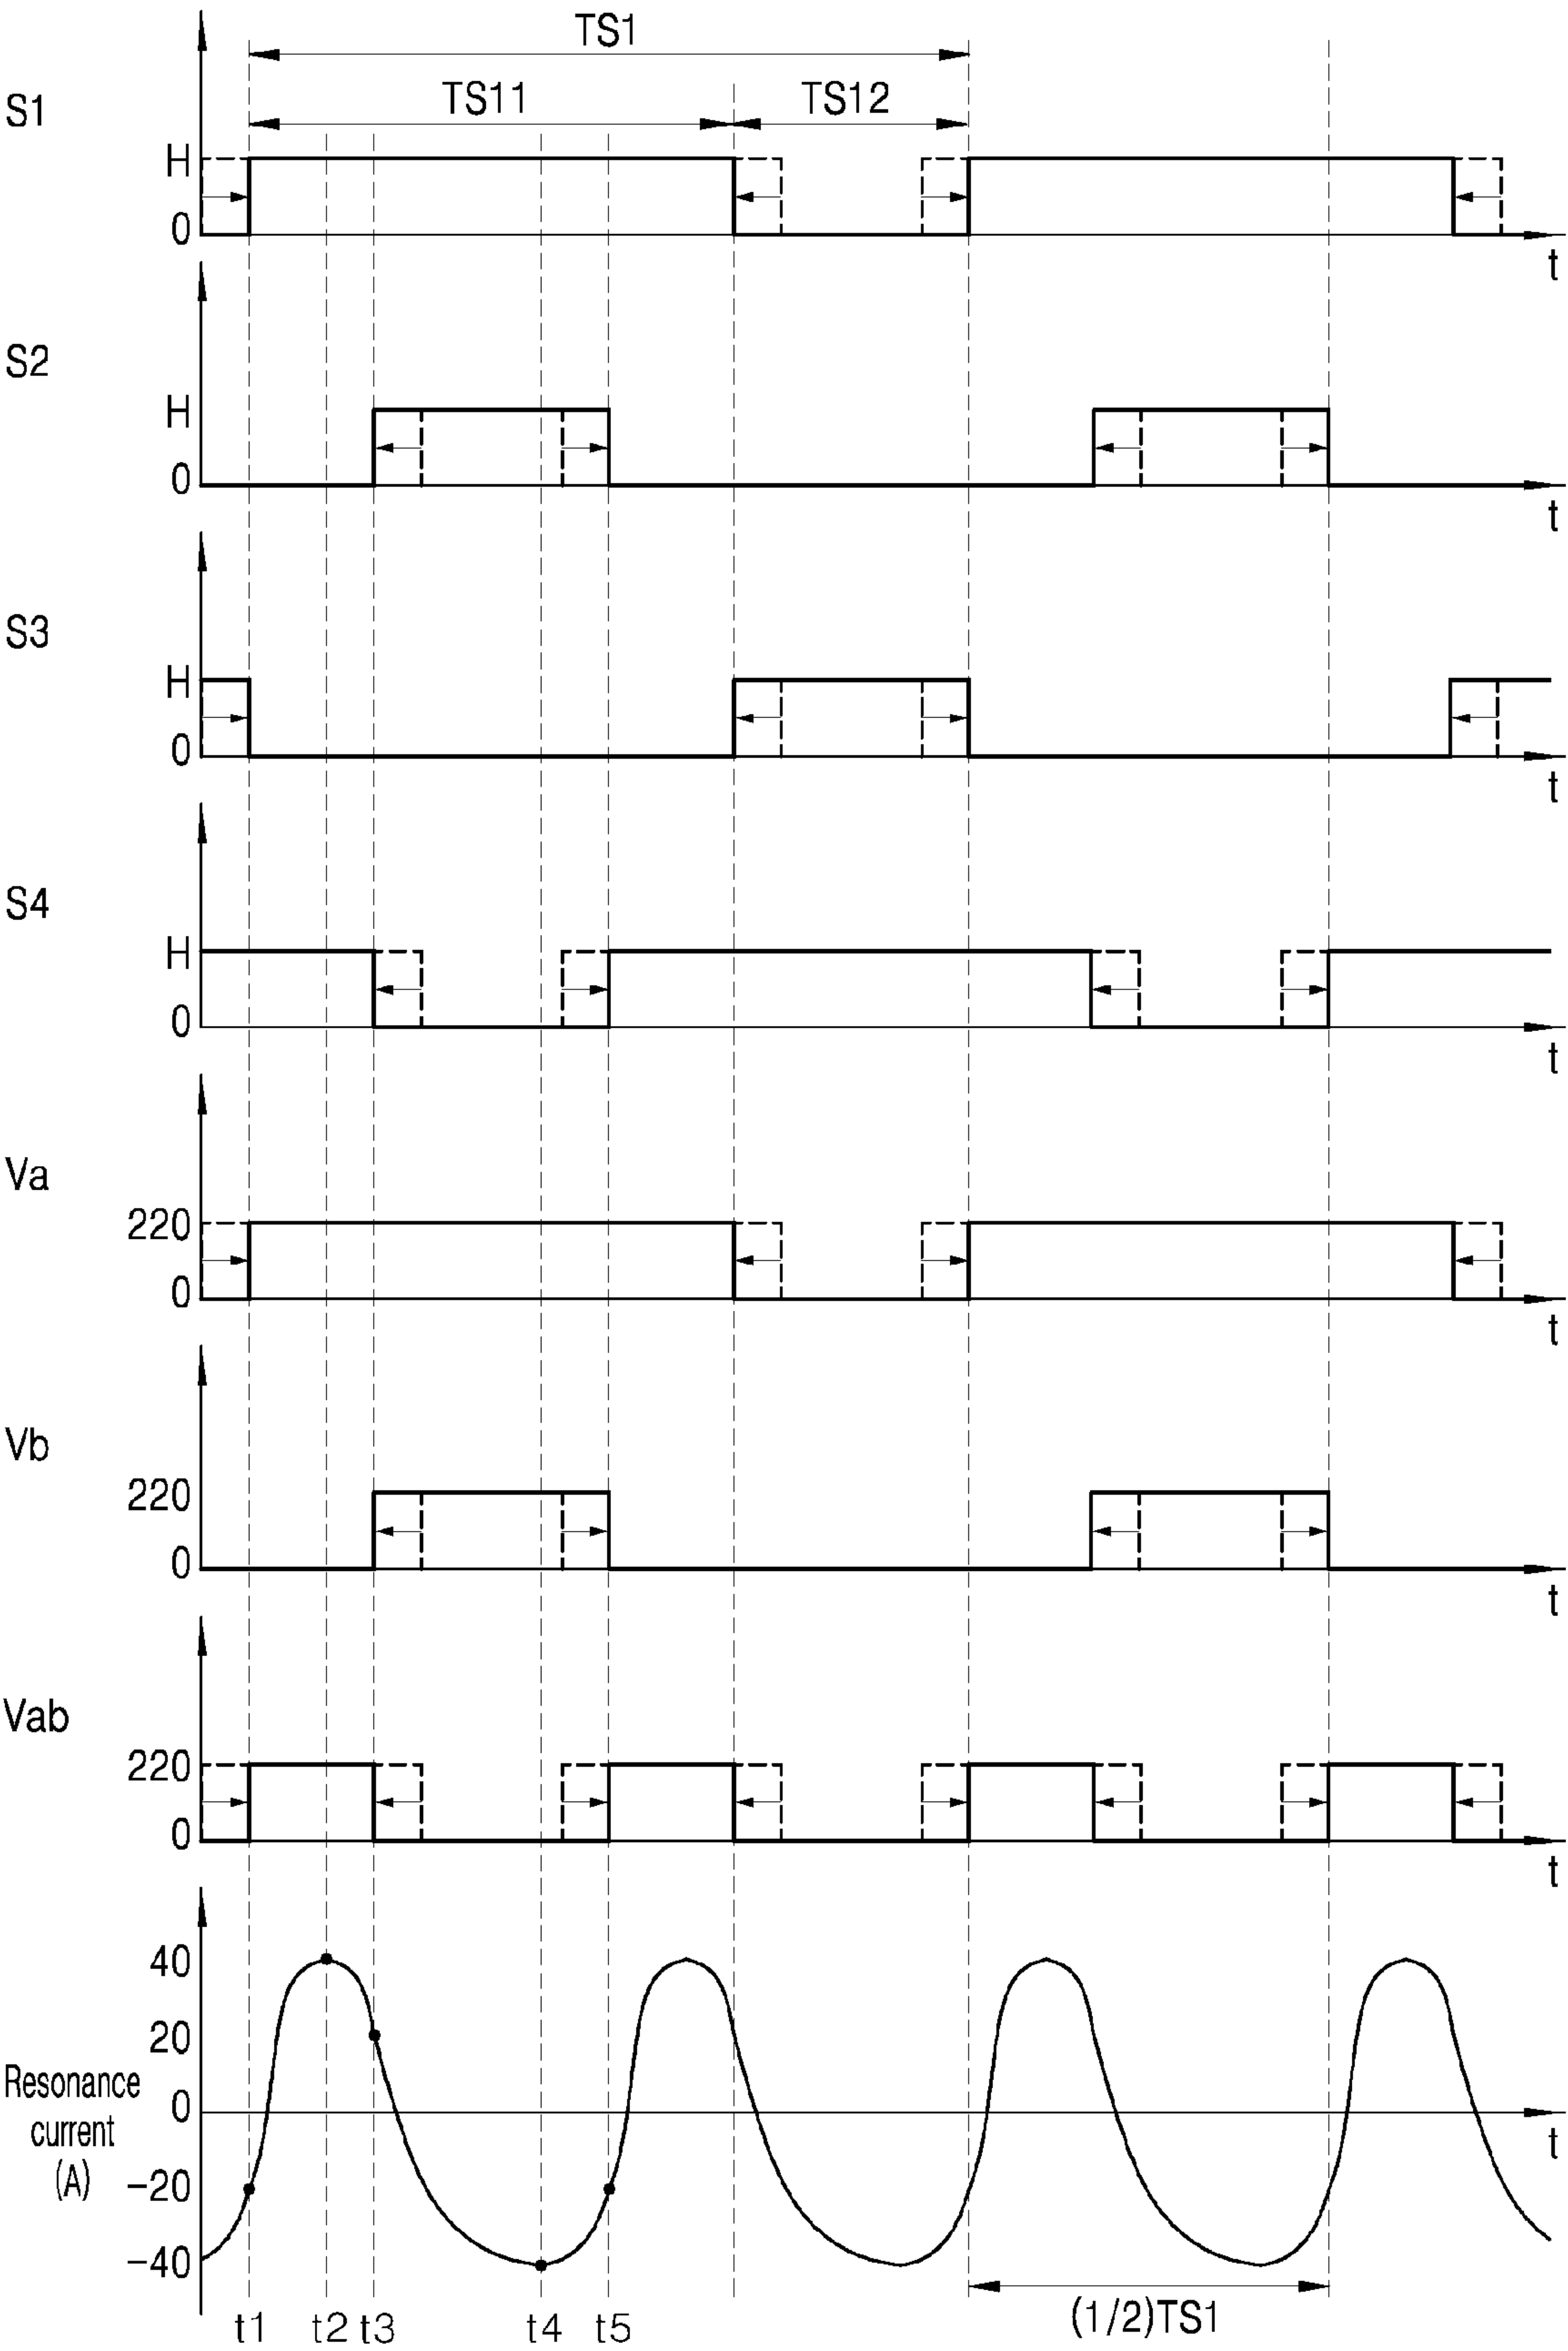 TS1
TS11 TS12
S1
H
0
t
S2
H
0
t
S3
H
0
t
S4
H
0
t
Va
220
0
t
Vb
220
0
t
Vab
220
0
t
40
20
Resonance
current
(A)
0
-20
-40
t
(1/2)TS1
t1 t2 t3 t4 t5